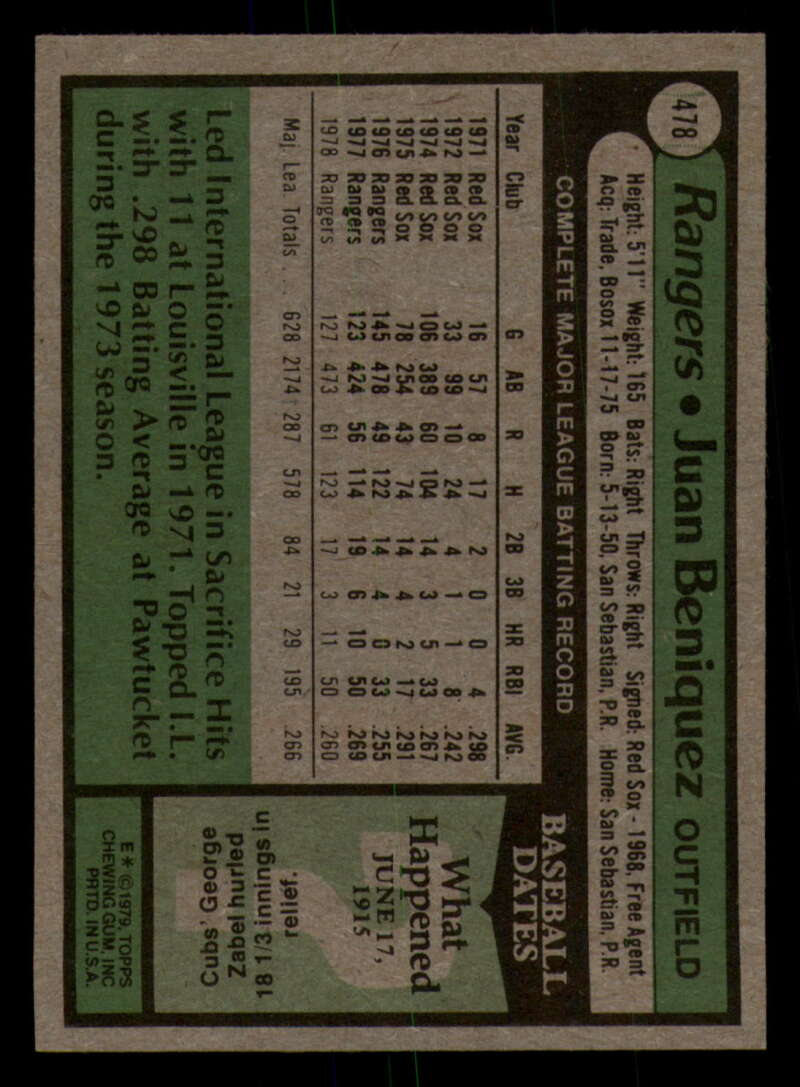 478
Rangers • Juan Beniquez OUTFIELD
Height: 5'11" Weight: 165 Bats: Right Throws: Right Signed: Red Sox - 1968, Free Agent
Acq: Trade, Bosox 11-17-75 Born: 5-13-50, San Sebastian, P.R. Home: San Sebastian, P.R.
COMPLETE MAJOR LEAGUE BATTING RECORD
Year Club G AB R H 2B 3B HR RBI AVG.
1971 Red Sox 16 57 8 17 2 0 0 4 .298
1972 Red Sox 33 99 10 24 4 1 1 8 .242
1974 Red Sox 106 389 60 104 14 3 5 33 .267
1975 Red Sox 78 254 43 74 14 4 2 17 .291
1976 Rangers 145 478 49 122 14 4 0 33 .255
1977 Rangers 123 424 56 114 19 6 10 50 .269
1978 Rangers 127 473 61 123 17 3 11 50 .260
Maj. Lea Totals . . . 628 2174 287 578 84 21 29 195 .266
Led International League in Sacrifice Hits
with 11 at Louisville in 1971. Topped I.L.
with .298 Batting Average at Pawtucket
during the 1973 season.
BASEBALL
DATES
What
Happened
JUNE 17,
1915
Cubs' George
Zabel hurled
18 1/3 innings in
relief.
E * © 1979, TOPPS
CHEWING GUM, INC
PRTD. IN U.S.A.